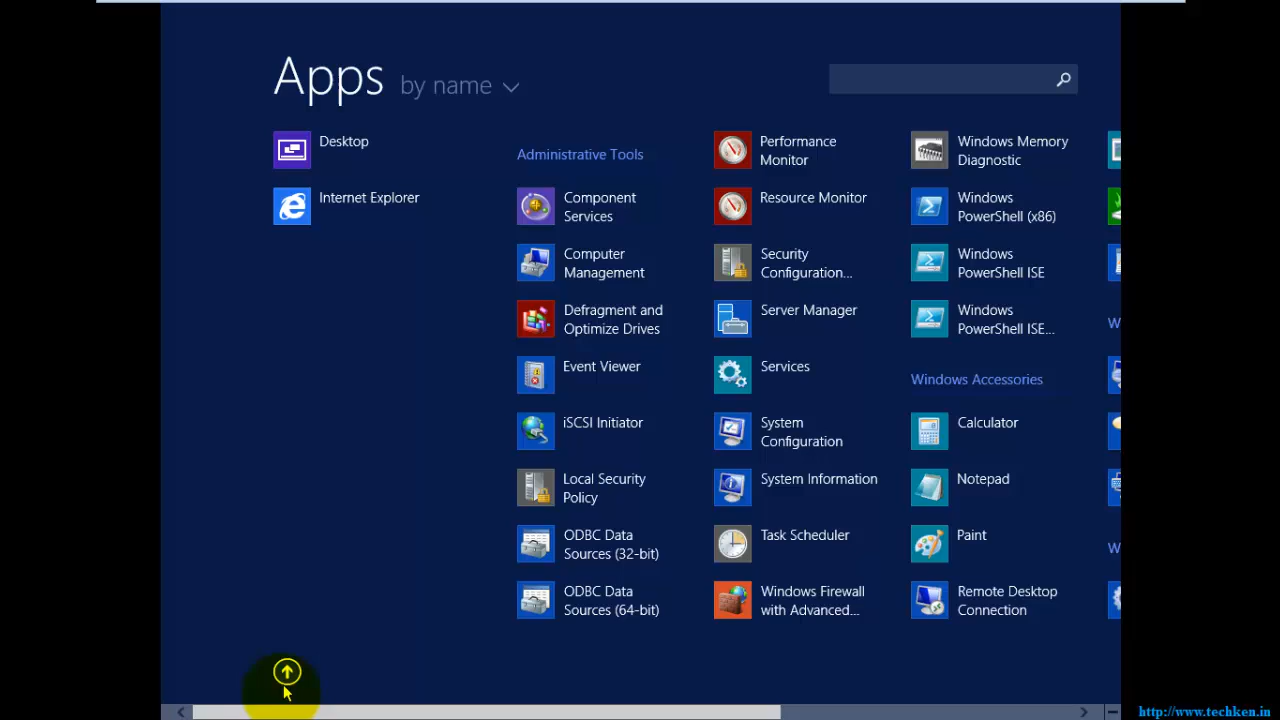 Apps by name
Desktop
Internet Explorer
Administrative Tools
Component
Services
Computer
Management
Defragment and
Optimize Drives
Event Viewer
iSCSI Initiator
Local Security
Policy
ODBC Data
Sources (32-bit)
ODBC Data
Sources (64-bit)
Performance
Monitor
Resource Monitor
Security
Configuration...
Server Manager
Services
System
Configuration
System Information
Task Scheduler
Windows Firewall
with Advanced...
Windows Memory
Diagnostic
Windows
PowerShell (x86)
Windows
PowerShell ISE
Windows
PowerShell ISE...
Windows Accessories
Calculator
Notepad
Paint
Remote Desktop
Connection
http://www.techken.in